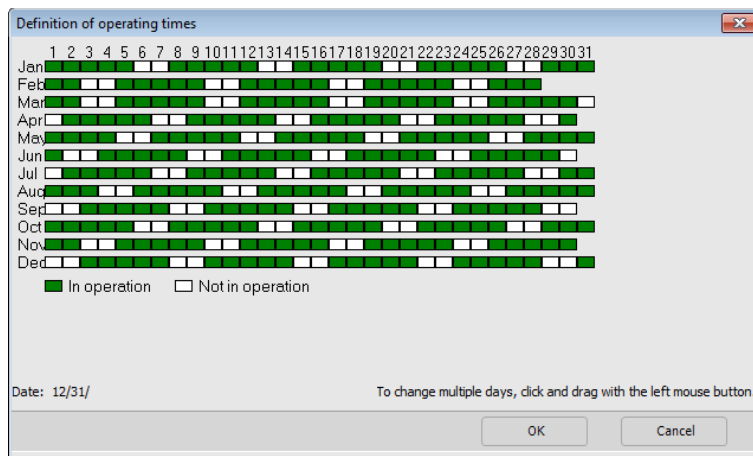 Definition of operating times
1 2 3 4 5 6 7 8 9 10 11 12 13 14 15 16 17 18 19 20 21 22 23 24 25 26 27 28 29 30 31
Jan
Feb
Mar
Apr
May
Jun
Jul
Aug
Sep
Oct
Nov
Dec
In operation Not in operation
Date: 12/31/ To change multiple days, click and drag with the left mouse button
OK Cancel